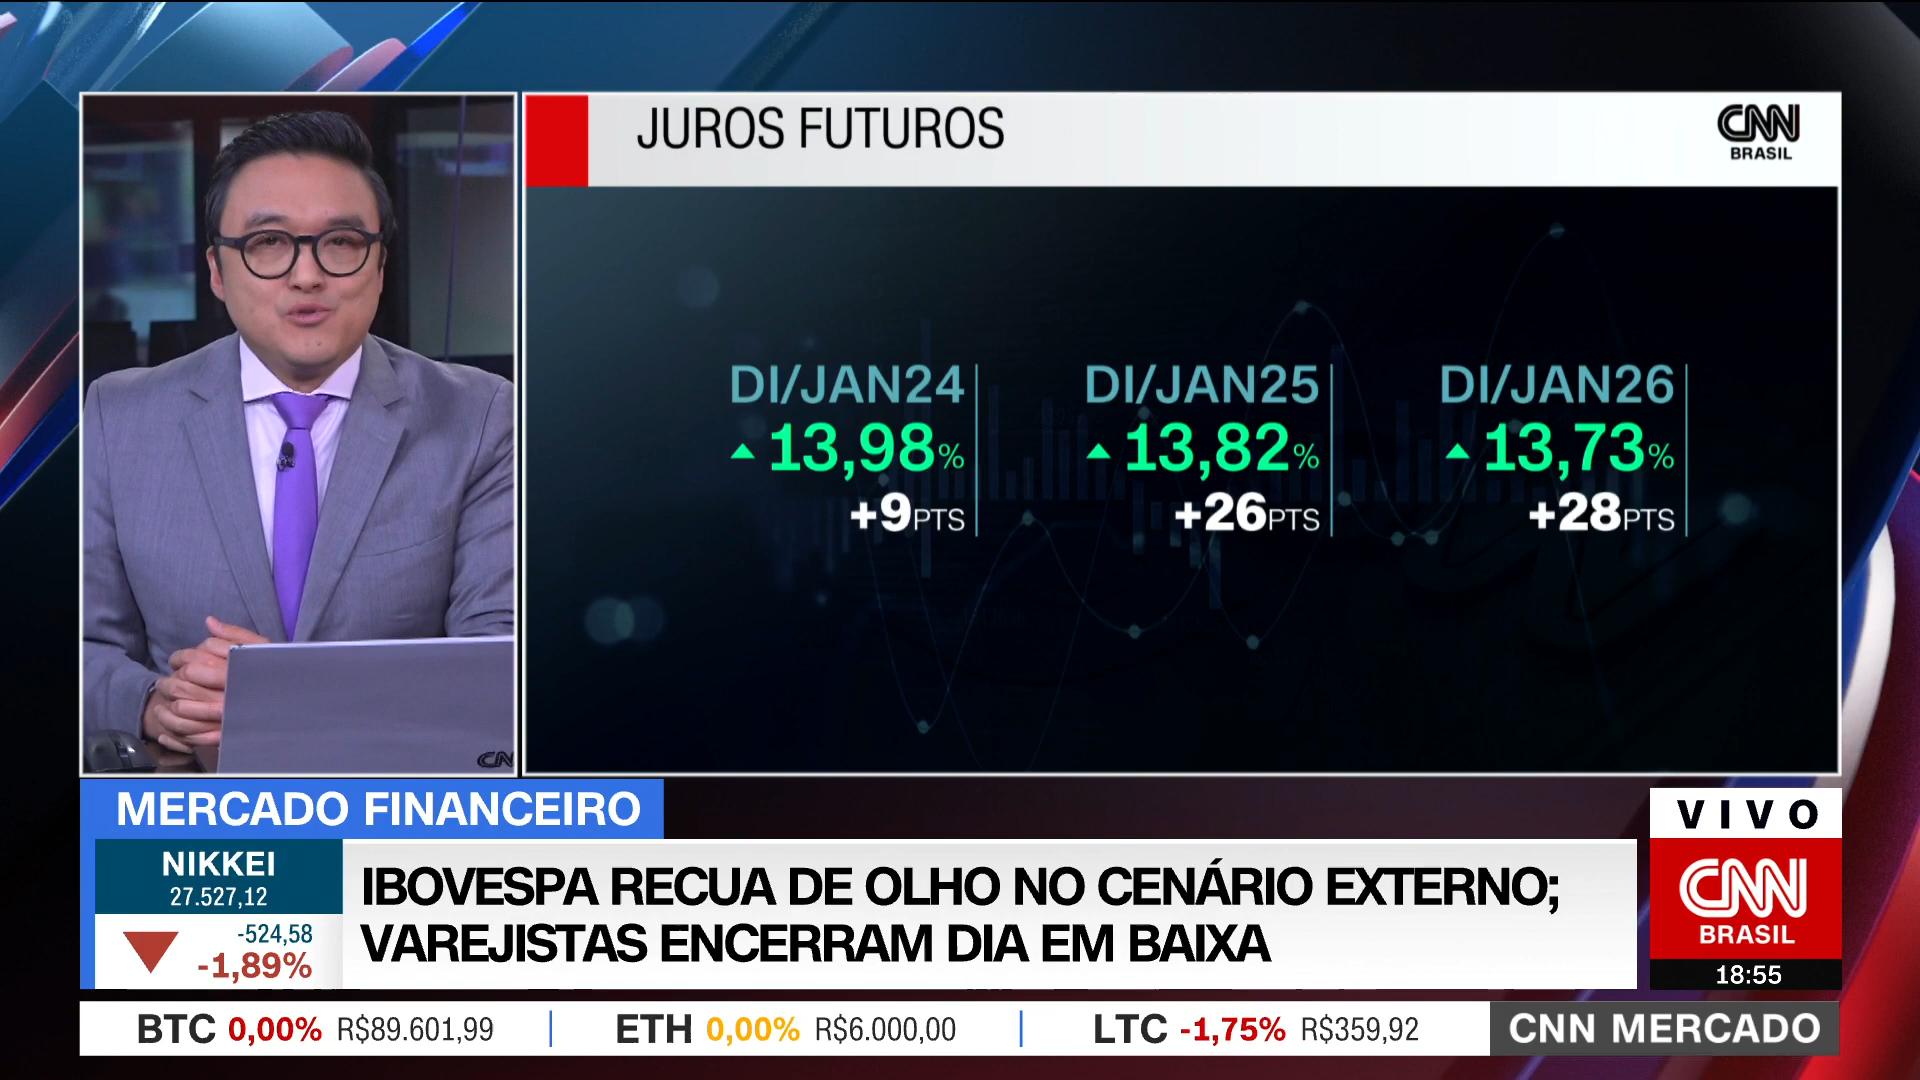 JUROS FUTUROS
CNN
BRASIL
DI/JAN24
13,98%
+9PTS
DI/JAN25
13,82%
+26PTS
DI/JAN26
13,73%
+28PTS
CN
MERCADO FINANCEIRO
NIKKEI
27.527,12
-524,58
-1,89%
IBOVESPA RECUA DE OLHO NO CENÁRIO EXTERNO;
VAREJISTAS ENCERRAM DIA EM BAIXA
VIVO
CNN
BRASIL
18:55
BTC 0,00% R$89.601,99
ETH 0,00% R$6.000,00
LTC -1,75% R$359,92
CNN MERCADO